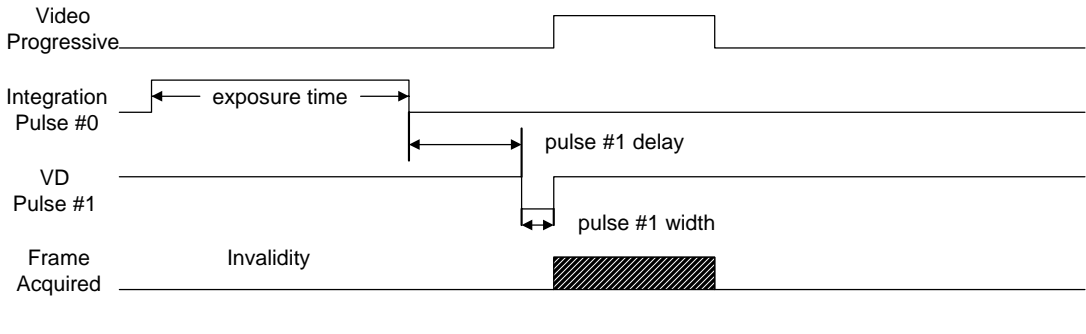 Video
Progressive
Integration
Pulse #0
exposure time
pulse #1 delay
VD
Pulse #1
pulse #1 width
Frame
Acquired
Invalidity